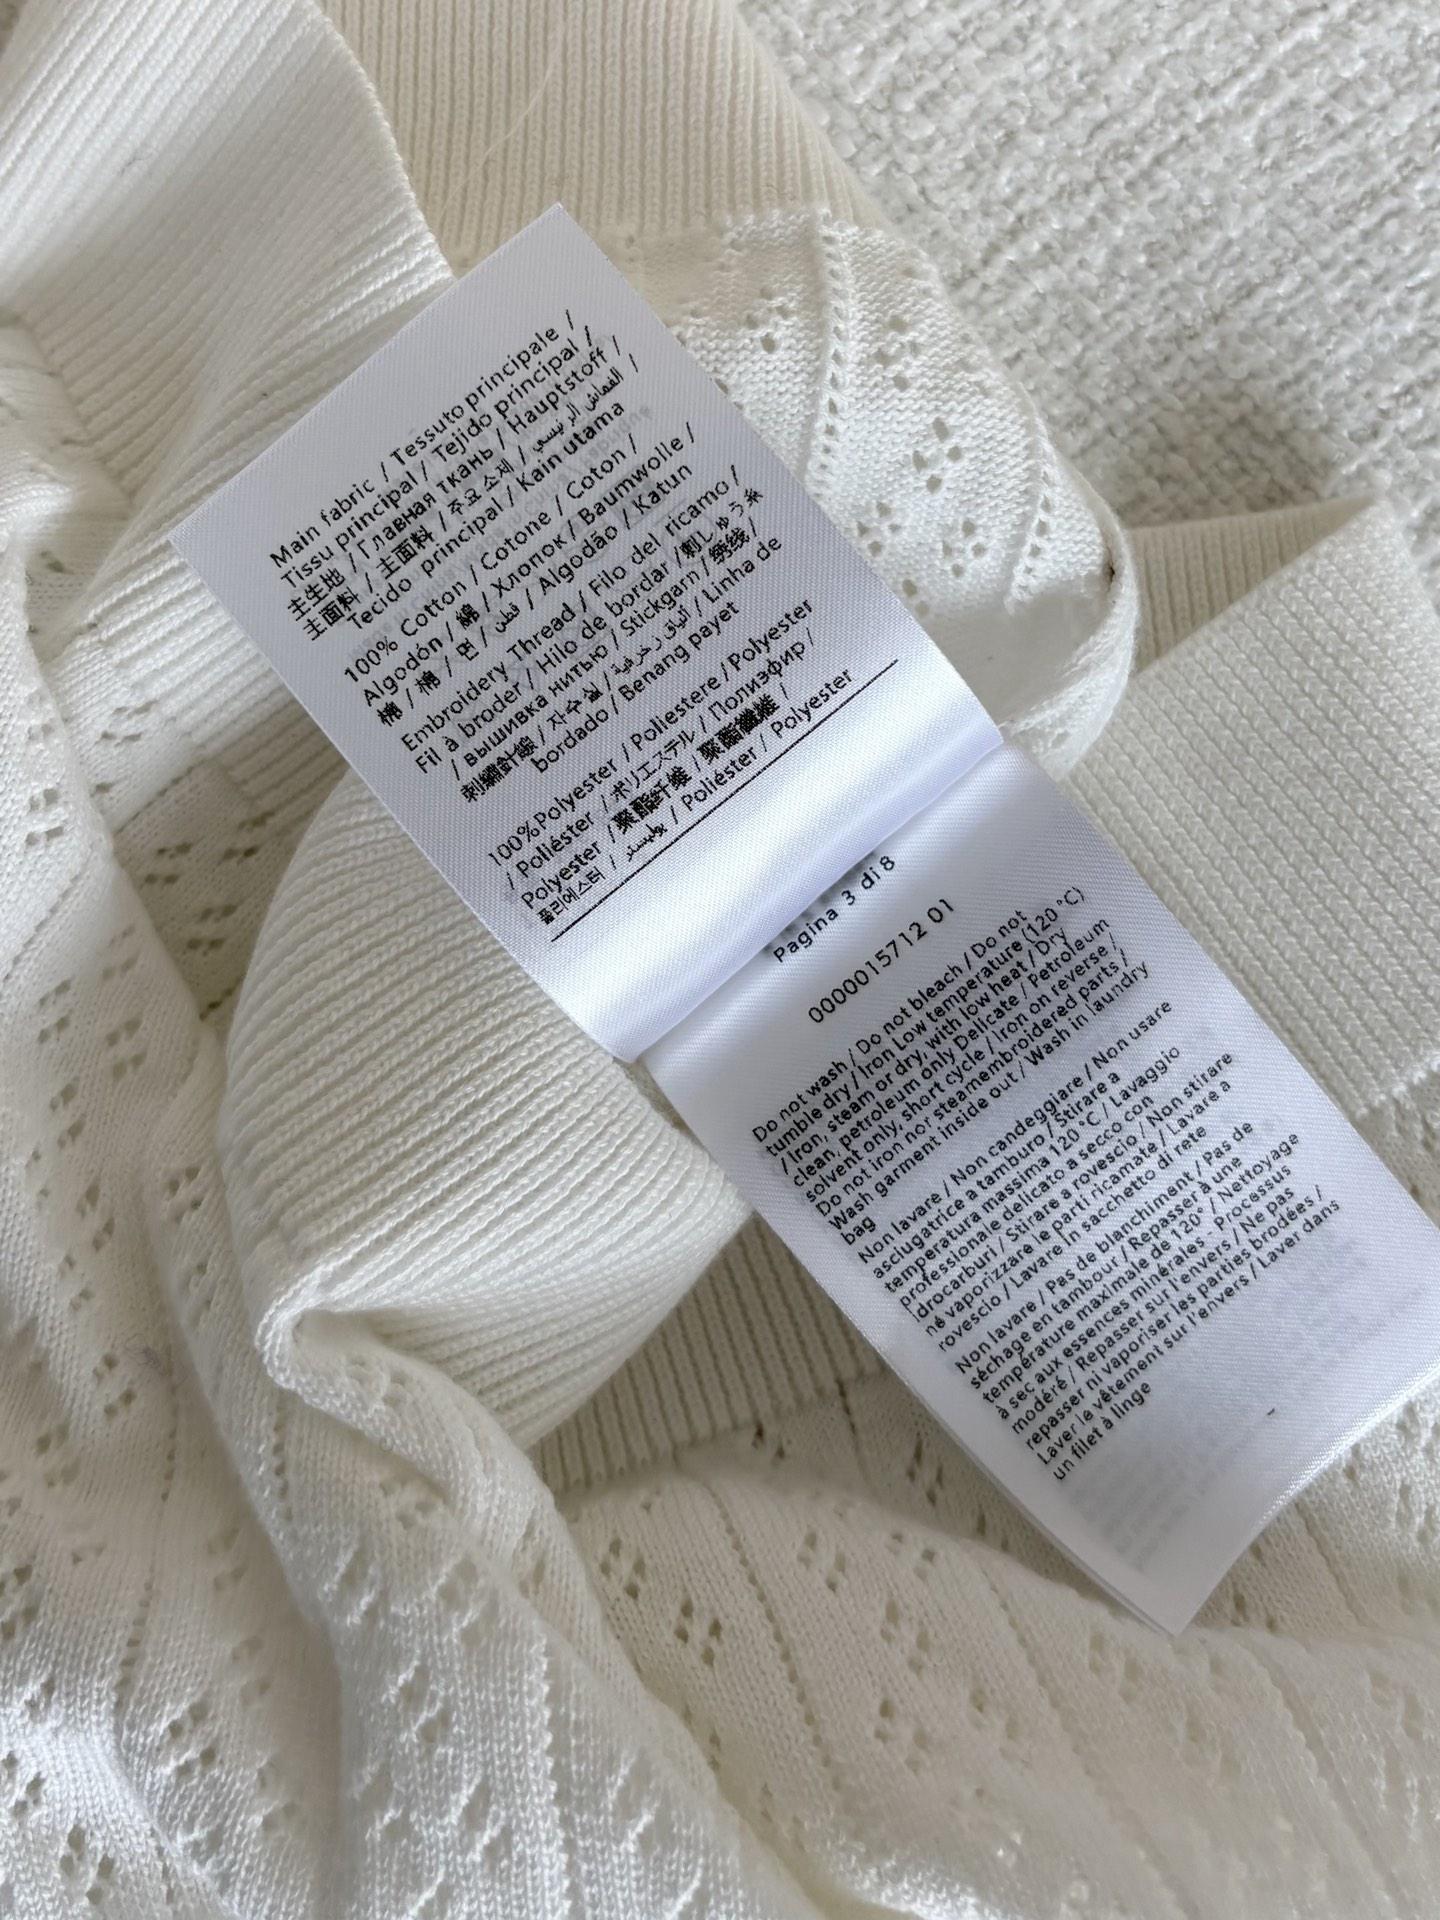 Main fabric / Tessuto principale /
Tissu principal / Tejido principal /
主生地 / Главная ткань / Hauptstoff /
主面料 / 主面料 / 주요 소제 / القماش الرئيسي /
Tecido principal / Kain utama
100% Cotton / Cotone / Coton /
Algodón / 綿 / Хлопок / Baumwolle /
棉 / 棉 / 면 / قطن / Algodão / Katun
Embroidery Thread / Filo del ricamo /
Fil à broder / Hilo de bordar / 刺しゅう糸
/ вышивка нитью / Stickgarn / 绣线 /
刺繡針線 / 자수실 / ألياف زخرفية / Linha de
bordado / Benang payet
100%Polyester / Poliestere / Polyester
/ Poliéster / ポリエステル / Полиэфир /
Polyester / 聚酯纤维 / 聚酯纖維 /
폴리에스터 / بوليستر / Poliéster / Polyester
Pagina 3 di 8
0000015712 01
Do not wash / Do not bleach / Do not
tumble dry / Iron Low temperature (120 °C)
/ Iron, steam or dry, with low heat / Dry
clean, petroleum only Delicate / Petroleum
solvent only, short cycle / Iron on reverse /
Do not iron nor steamembroidered parts /
Wash garment inside out / Wash in laundry
bag
Non lavare / Non candeggiare / Non usare
asciugatrice a tamburo / Stirare a
temperatura massima 120 °C / Lavaggio
professionale delicato a secco con
idrocarburi / Stirare a rovescio / Non stirare
né vaporizzare le parti ricamate / Lavare a
rovescio / Lavare in sacchetto di rete
Non lavare / Pas de blanchiment / Pas de
séchage en tambour / Repasser à une
température maximale de 120° / Nettoyage
à sec aux essences minérales - Processus
modéré / Repasser sur l'envers / Ne pas
repasser ni vaporiser les parties brodées /
Laver le vêtement sur l'envers / Laver dans
un filet à linge